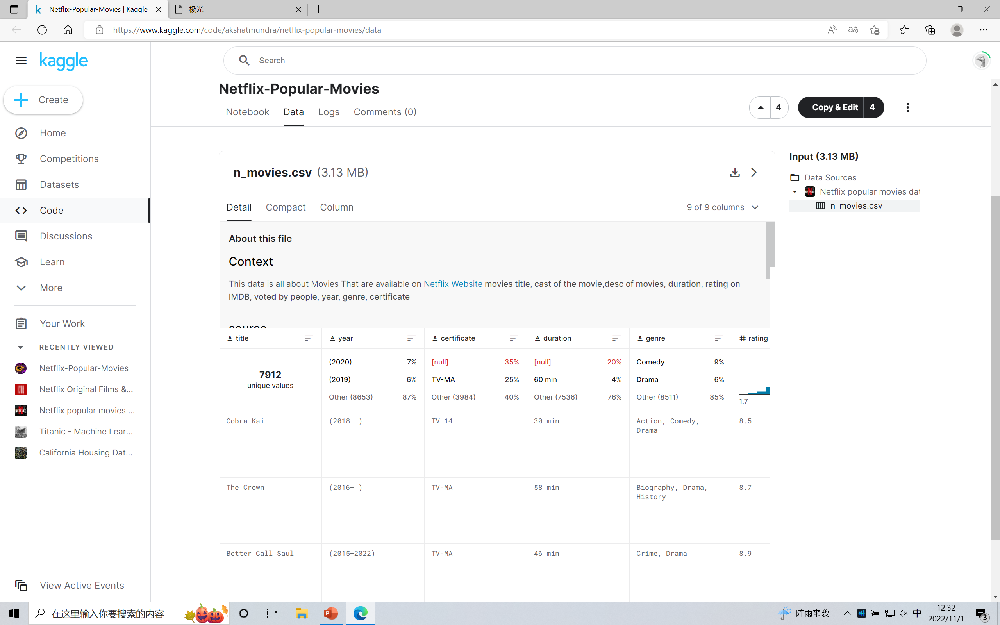 Netflix-Popular-Movies | Kaggle
极光
https://www.kaggle.com/code/akshatmundra/netflix-popular-movies/data
kaggle
Search
Create
Home
Competitions
Datasets
Code
Discussions
Learn
More
Your Work
RECENTLY VIEWED
Netflix-Popular-Movies
Netflix Original Films &...
Netflix popular movies ...
Titanic - Machine Lear...
California Housing Dat...
View Active Events
Netflix-Popular-Movies
Notebook Data Logs Comments (0)
4
Copy & Edit 4
n_movies.csv (3.13 MB)
Detail Compact Column
9 of 9 columns
About this file
Context
This data is all about Movies That are available on Netflix Website movies title, cast of the movie,desc of movies, duration, rating on
IMDB, voted by people, year, genre, certificate
source
title year certificate duration genre # rating
(2020) 7% [null] 35% [null] 20% Comedy 9%
7912
unique values
(2019) 6% TV-MA 25% 60 min 4% Drama 6%
Other (8653) 87% Other (3984) 40% Other (7536) 76% Other (8511) 85%
1.7
Cobra Kai (2018– ) TV-14 30 min Action, Comedy, 8.5
Drama
The Crown (2016– ) TV-MA 58 min Biography, Drama, 8.7
History
Better Call Saul (2015–2022) TV-MA 46 min Crime, Drama 8.9
Input (3.13 MB)
Data Sources
Netflix popular movies dat
n_movies.csv
在这里输入你要搜索的内容
阵雨来袭
中
12:32
2022/11/1
3